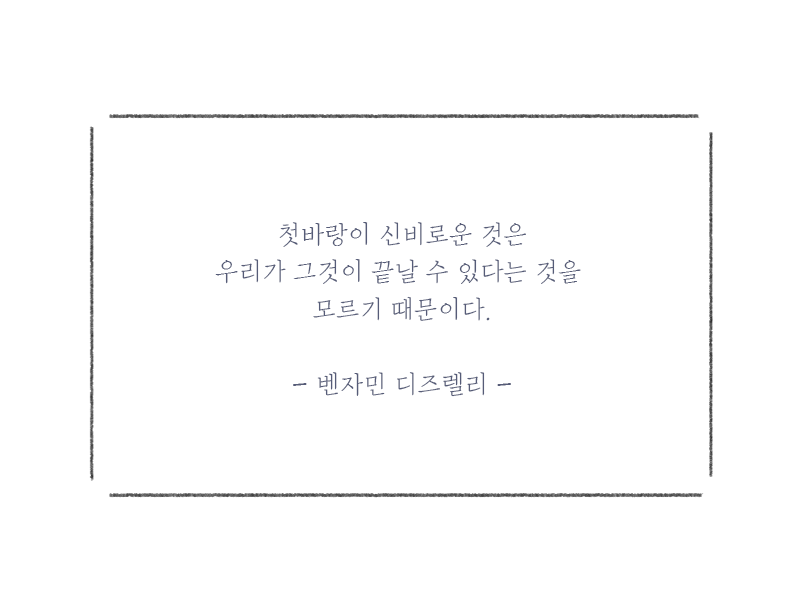 첫바랑이 신비로운 것은
우리가 그것이 끝날 수 있다는 것을
모르기 때문이다.
- 벤자민 디즈렐리 -